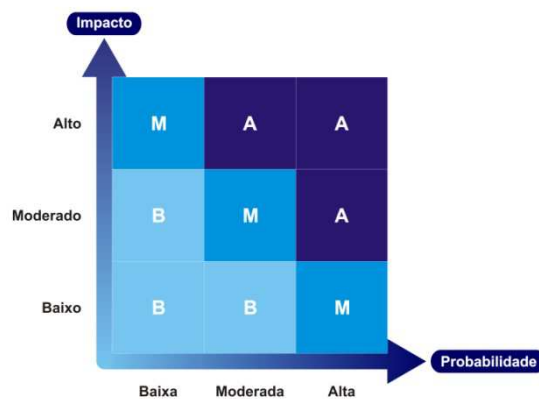 Impacto
Alto M A A
Moderado B M A
Baixo B B M
Probabilidade
Baixa Moderada Alta